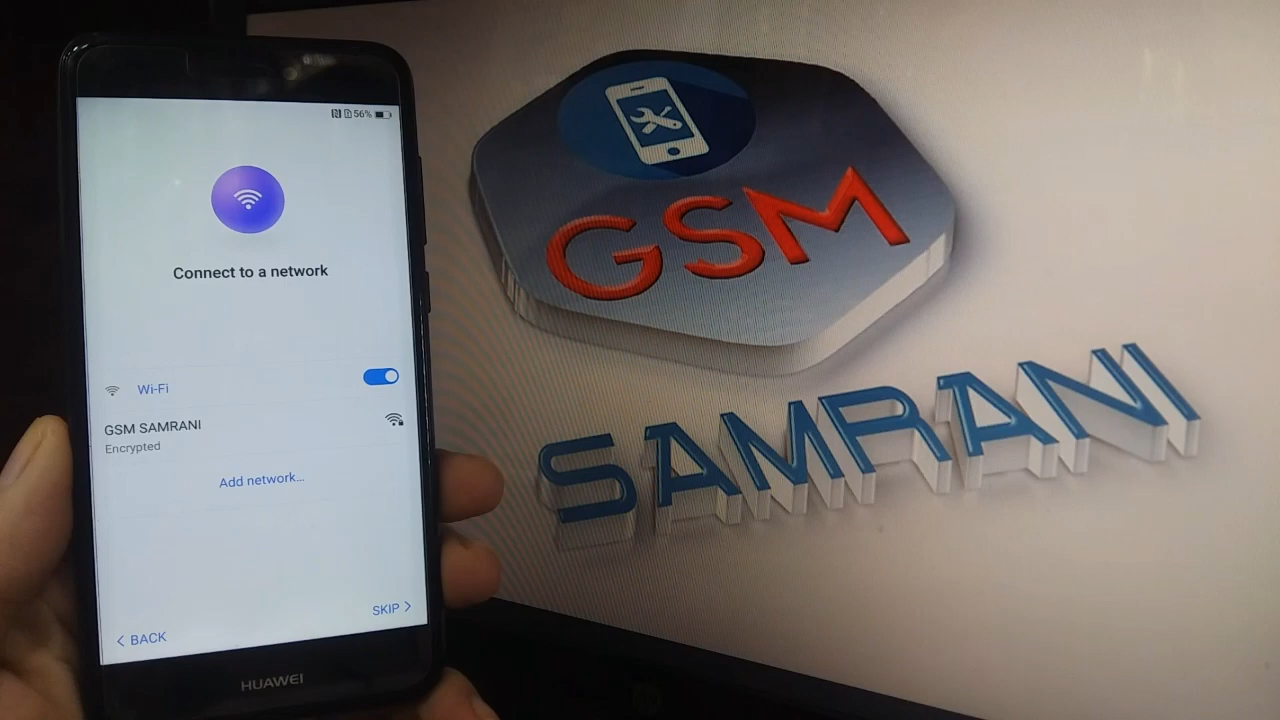 56%
Connect to a network
Wi-Fi
GSM SAMRANI
Encrypted
Add network...
SKIP
BACK
HUAWEI
GSM
SAMRANI